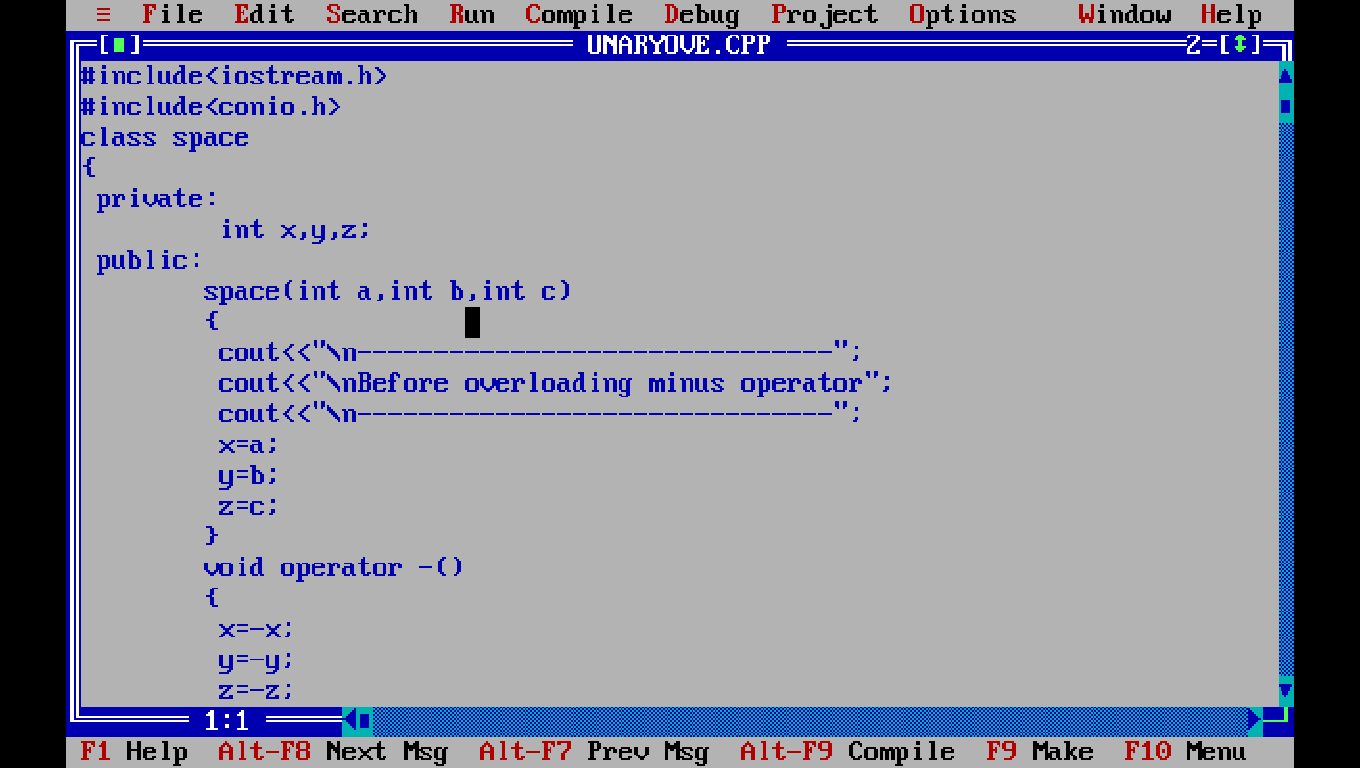 ≡ File Edit Search Run Compile Debug Project Options Window Help
[■] UNARYOVE.CPP 2=[↕]
#include<iostream.h>
#include<conio.h>
class space
{
private:
int x,y,z;
public:
space(int a,int b,int c)
{
cout<<"\n-------------------------------";
cout<<"\nBefore overloading minus operator";
cout<<"\n-------------------------------";
x=a;
y=b;
z=c;
}
void operator -()
{
x=-x;
y=-y;
z=-z;
1:1
F1 Help Alt-F8 Next Msg Alt-F7 Prev Msg Alt-F9 Compile F9 Make F10 Menu